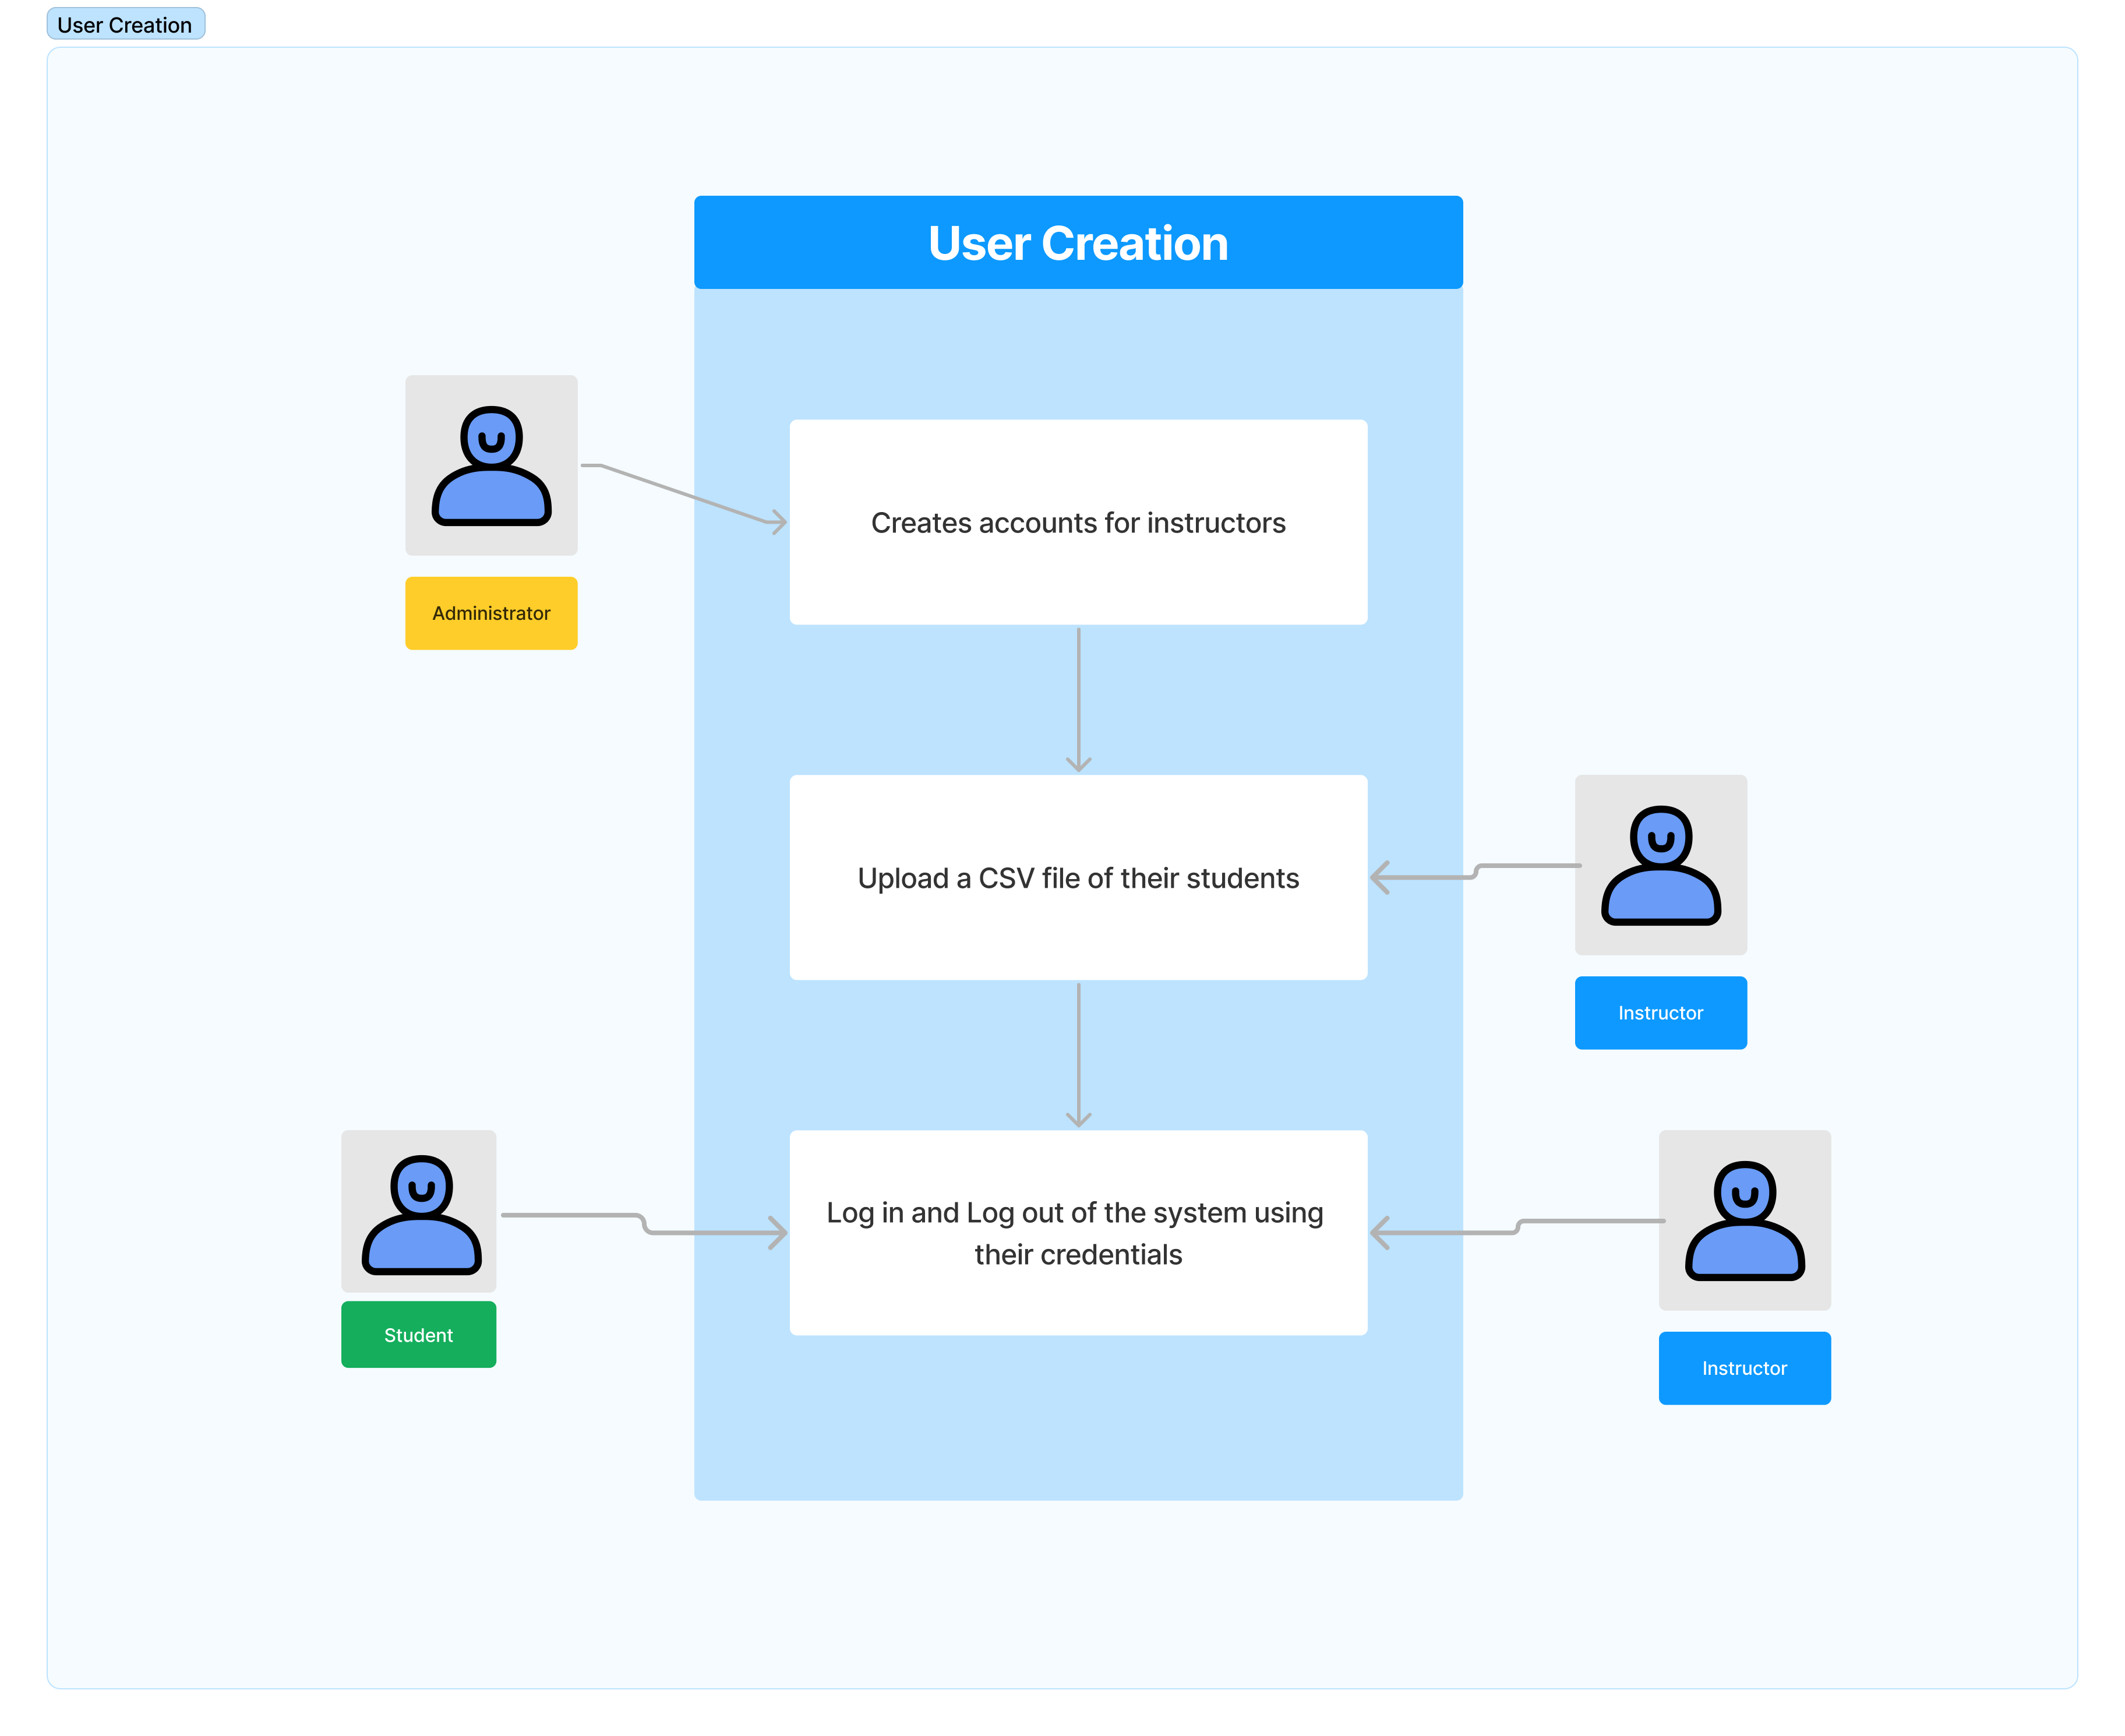 User Creation
User Creation
Creates accounts for instructors
Administrator
Upload a CSV file of their students
Instructor
Log in and Log out of the system using
their credentials
Student
Instructor